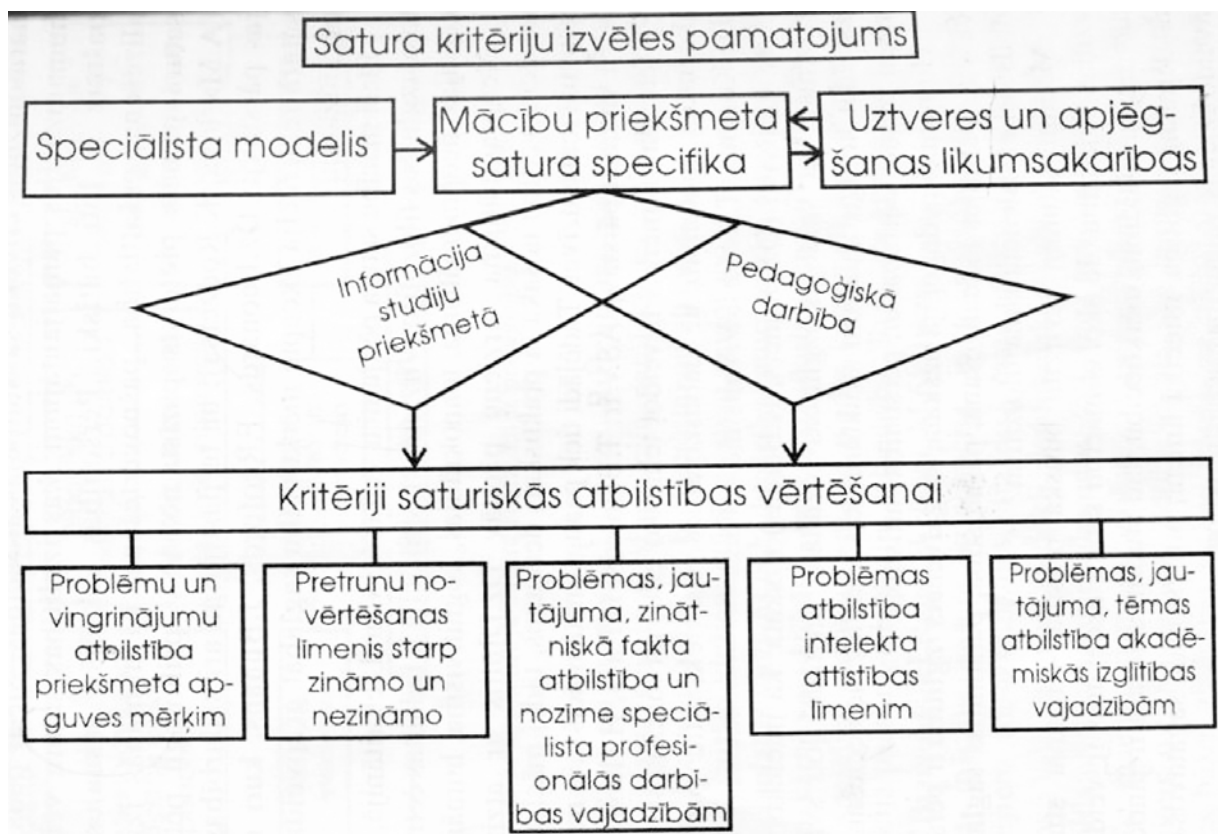 Satura kritēriju izvēles pamatojums
Speciālista modelis
Mācību priekšmeta
satura specifika
Uztveres un apjēg-
šanas likumsakarības
Informācija
studiju
priekšmetā
Pedagoģiskā
darbība
Kritēriji saturiskās atbilstības vērtēšanai
Problēmu un
vingrinājumu
atbilstība
priekšmeta ap-
guves mērķim
Pretrunu no-
vērtēšanas
līmenis starp
zināmo un
nezināmo
Problēmas, jau-
tājuma, zināt-
niskā fakta
atbilstība un
nozīme speciā-
lista profesi-
onālās darbī-
bas vajadzībām
Problēmas
atbilstība
intelekta
attīstības
līmenim
Problēmas, jau-
tājuma, tēmas
atbilstība akadē-
miskās izglītības
vajadzībām